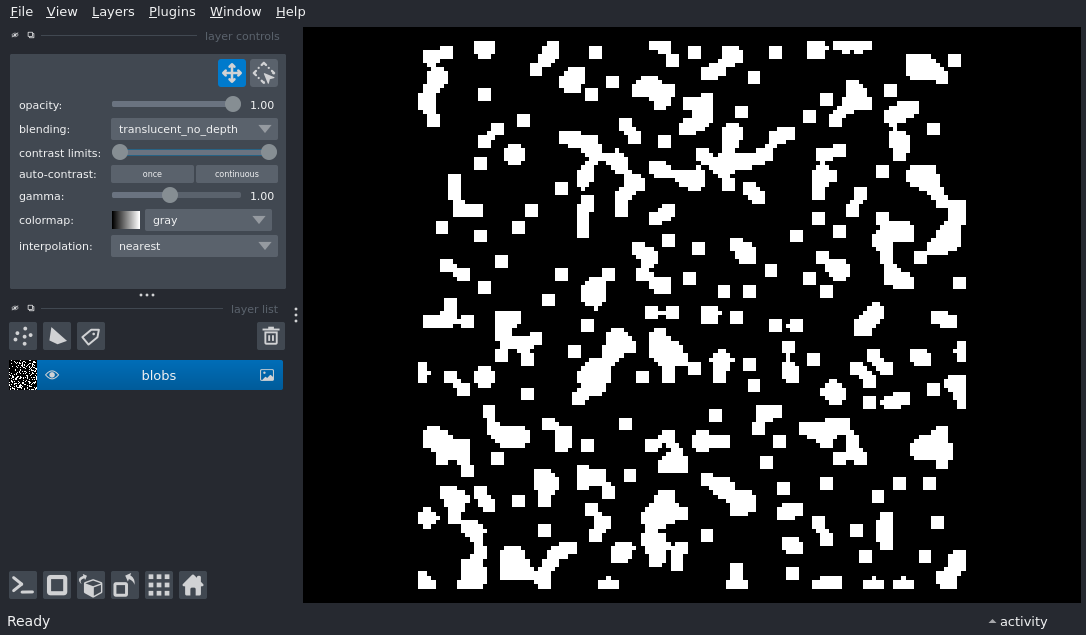 File View Layers Plugins Window Help
layer controls
opacity: 1.00
blending: translucent_no_depth
contrast limits:
auto-contrast: once continuous
gamma: 1.00
colormap: gray
interpolation: nearest
layer list
blobs
Ready
activity